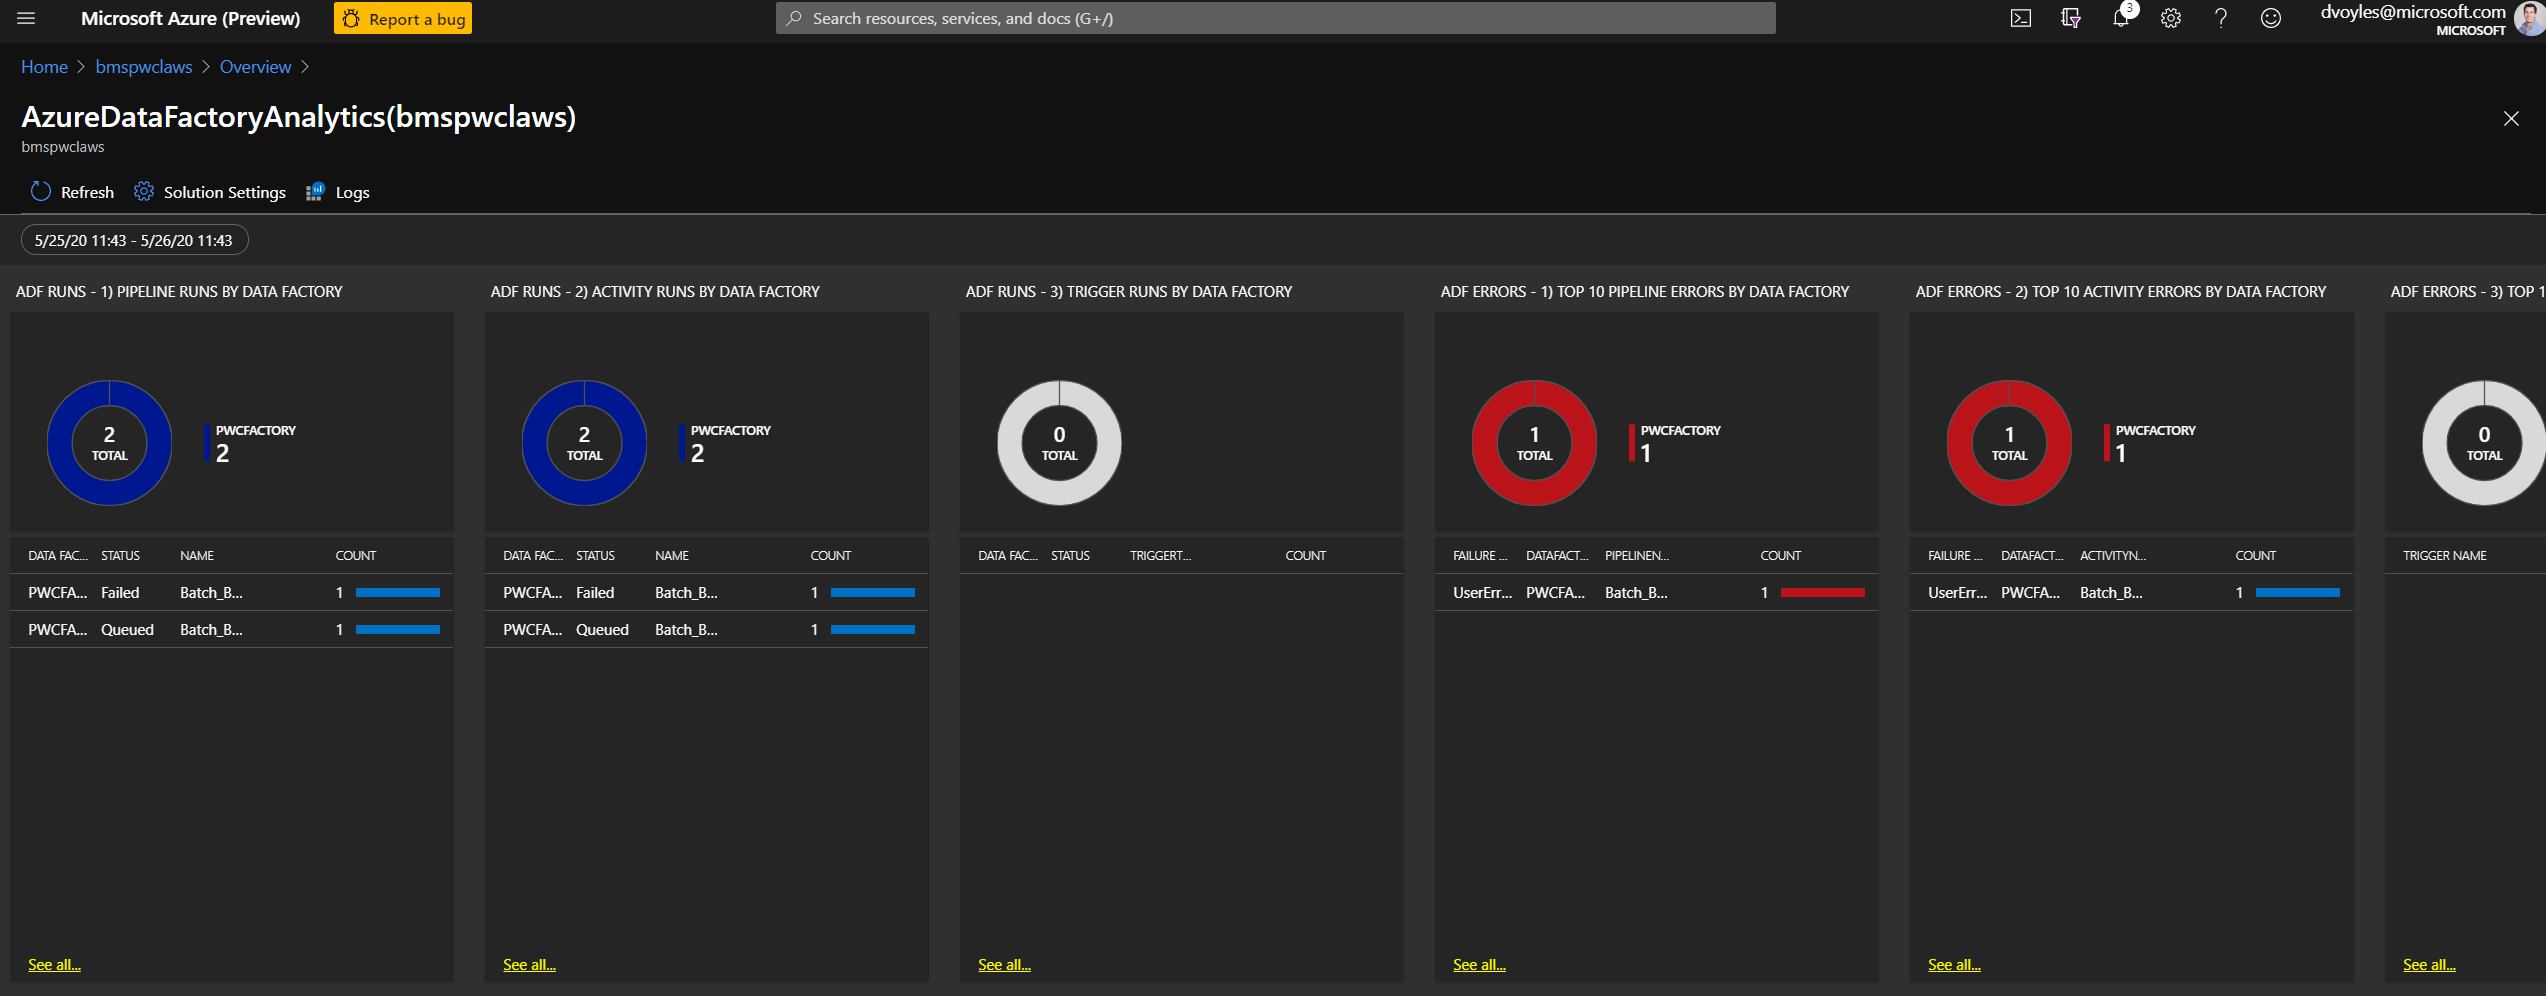 Microsoft Azure (Preview)
Report a bug
Search resources, services, and docs (G+/)
3
dvoyles@microsoft.com
MICROSOFT
Home > bmspwclaws > Overview >
AzureDataFactoryAnalytics(bmspwclaws)
bmspwclaws
Refresh
Solution Settings
Logs
5/25/20 11:43 - 5/26/20 11:43
ADF RUNS - 1) PIPELINE RUNS BY DATA FACTORY
2
TOTAL
PWCFACTORY
2
DATA FAC... STATUS NAME COUNT
PWCFA... Failed Batch_B... 1
PWCFA... Queued Batch_B... 1
See all...
ADF RUNS - 2) ACTIVITY RUNS BY DATA FACTORY
2
TOTAL
PWCFACTORY
2
DATA FAC... STATUS NAME COUNT
PWCFA... Failed Batch_B... 1
PWCFA... Queued Batch_B... 1
See all...
ADF RUNS - 3) TRIGGER RUNS BY DATA FACTORY
0
TOTAL
DATA FAC... STATUS TRIGGERT... COUNT
See all...
ADF ERRORS - 1) TOP 10 PIPELINE ERRORS BY DATA FACTORY
1
TOTAL
PWCFACTORY
1
FAILURE ... DATAFACT... PIPELINEN... COUNT
UserErr... PWCFA... Batch_B... 1
See all...
ADF ERRORS - 2) TOP 10 ACTIVITY ERRORS BY DATA FACTORY
1
TOTAL
PWCFACTORY
1
FAILURE ... DATAFACT... ACTIVITYN... COUNT
UserErr... PWCFA... Batch_B... 1
See all...
ADF ERRORS - 3) TOP 1
0
TOTAL
TRIGGER NAME
See all...